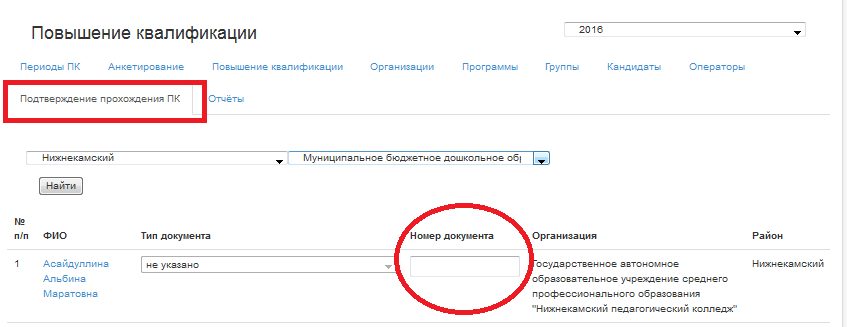 Повышение квалификации
2016
Периоды ПК Анкетирование Повышение квалификации Организации Программы Группы Кандидаты Операторы
Подтверждение прохождения ПК Отчёты
Нижнекамский Муниципальное бюджетное дошкольное обр
Найти
№ п/п ФИО Тип документа Номер документа Организация Район
1 Асайдуллина Альбина Маратовна не указано Государственное автономное образовательное учреждение среднего профессионального образования "Нижнекамский педагогический колледж" Нижнекамский